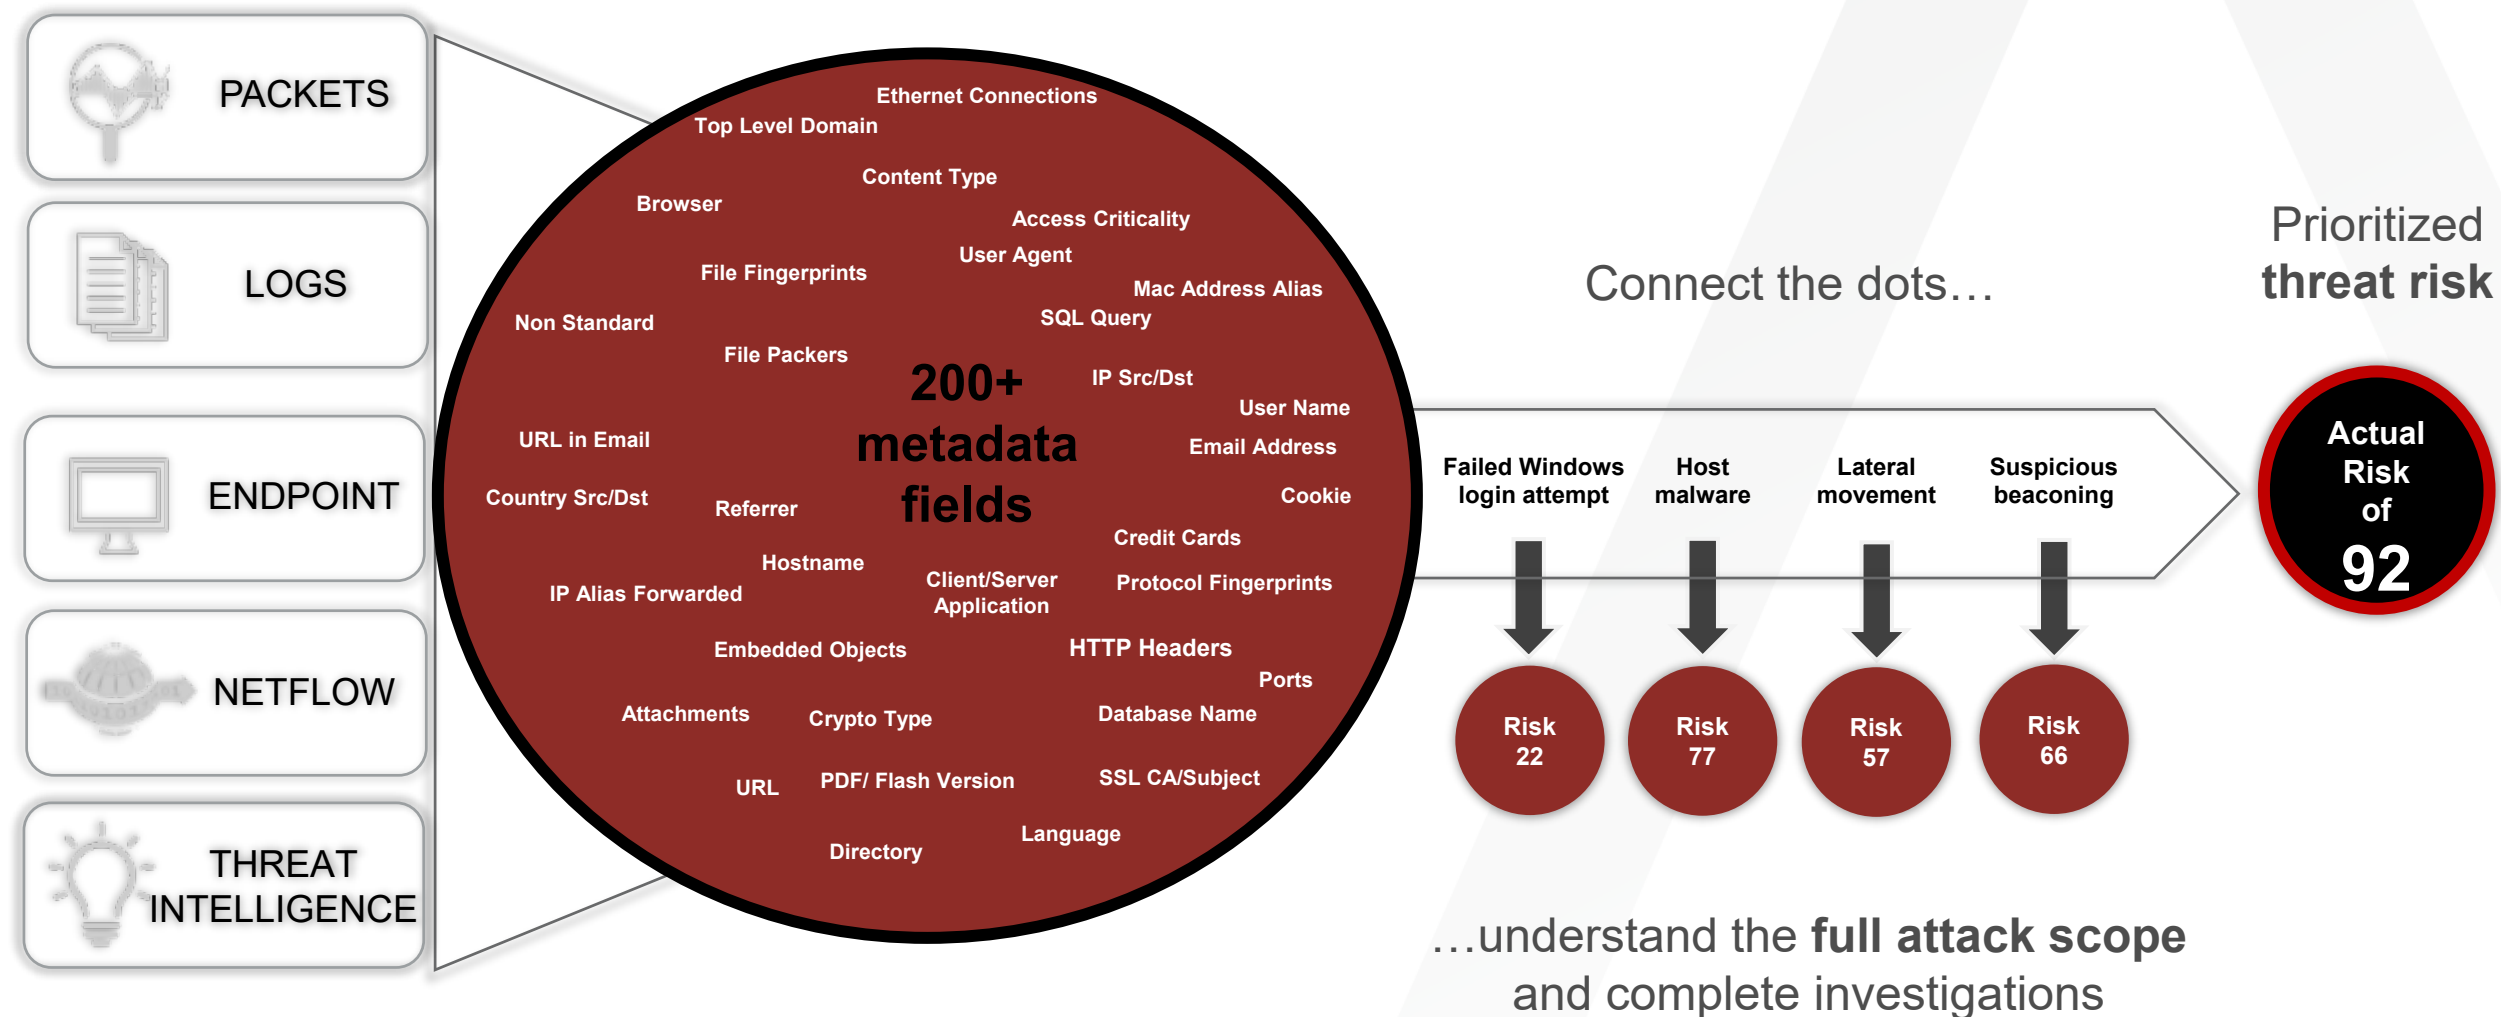 PACKETS
LOGS
ENDPOINT
NETFLOW
THREAT
INTELLIGENCE
Ethernet Connections
Top Level Domain
Content Type
Browser
Access Criticality
User Agent
File Fingerprints
Mac Address Alias
Non Standard
SQL Query
File Packers
200+
metadata
fields
IP Src/Dst
User Name
URL in Email
Email Address
Country Src/Dst
Referrer
Cookie
Credit Cards
Hostname
Client/Server
Application
Protocol Fingerprints
IP Alias Forwarded
Embedded Objects
HTTP Headers
Ports
Attachments
Crypto Type
Database Name
URL
PDF/ Flash Version
SSL CA/Subject
Language
Directory
Connect the dots…
Failed Windows
login attempt
Host
malware
Lateral
movement
Suspicious
beaconing
Risk
22
Risk
77
Risk
57
Risk
66
…understand the full attack scope
and complete investigations
Prioritized
threat risk
Actual
Risk
of
92